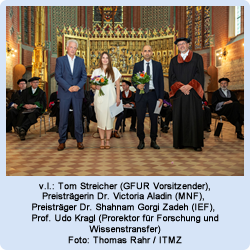 v.l.: Tom Streicher (GFUR Vorsitzender),
Preisträgerin Dr. Victoria Aladin (MNF),
Preisträger Dr. Shahnam Gorgi Zadeh (IEF),
Prof. Udo Kragl (Prorektor für Forschung und
Wissenstransfer)
Foto: Thomas Rahr / ITMZ